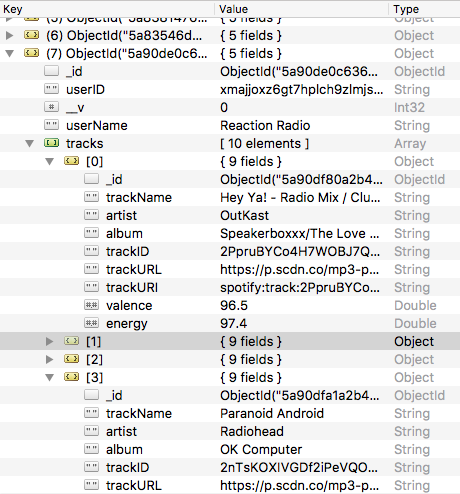 Key Value Type
(6) ObjectId("5a83546d... { 5 fields } Object
(7) ObjectId("5a90de0c6... { 5 fields } Object
_id ObjectId("5a90de0c636... ObjectId
" " userID xmajjoxz6gt7hplch9zlmjs... String
# __v 0 Int32
" " userName Reaction Radio String
tracks [ 10 elements ] Array
[0] { 9 fields } Object
_id ObjectId("5a90df80a2b4... ObjectId
" " trackName Hey Ya! - Radio Mix / Clu... String
" " artist OutKast String
" " album Speakerboxxx/The Love ... String
" " trackID 2PpruBYCo4H7WOBJ7Q... String
" " trackURL https://p.scdn.co/mp3-p... String
" " trackURI spotify:track:2PpruBYCo... String
#.# valence 96.5 Double
#.# energy 97.4 Double
[1] { 9 fields } Object
[2] { 9 fields } Object
[3] { 9 fields } Object
_id ObjectId("5a90dfa1a2b4... ObjectId
" " trackName Paranoid Android String
" " artist Radiohead String
" " album OK Computer String
" " trackID 2nTsKOXIVGDf2iPeVQO... String
" " trackURL https://p.scdn.co/mp3-p... String